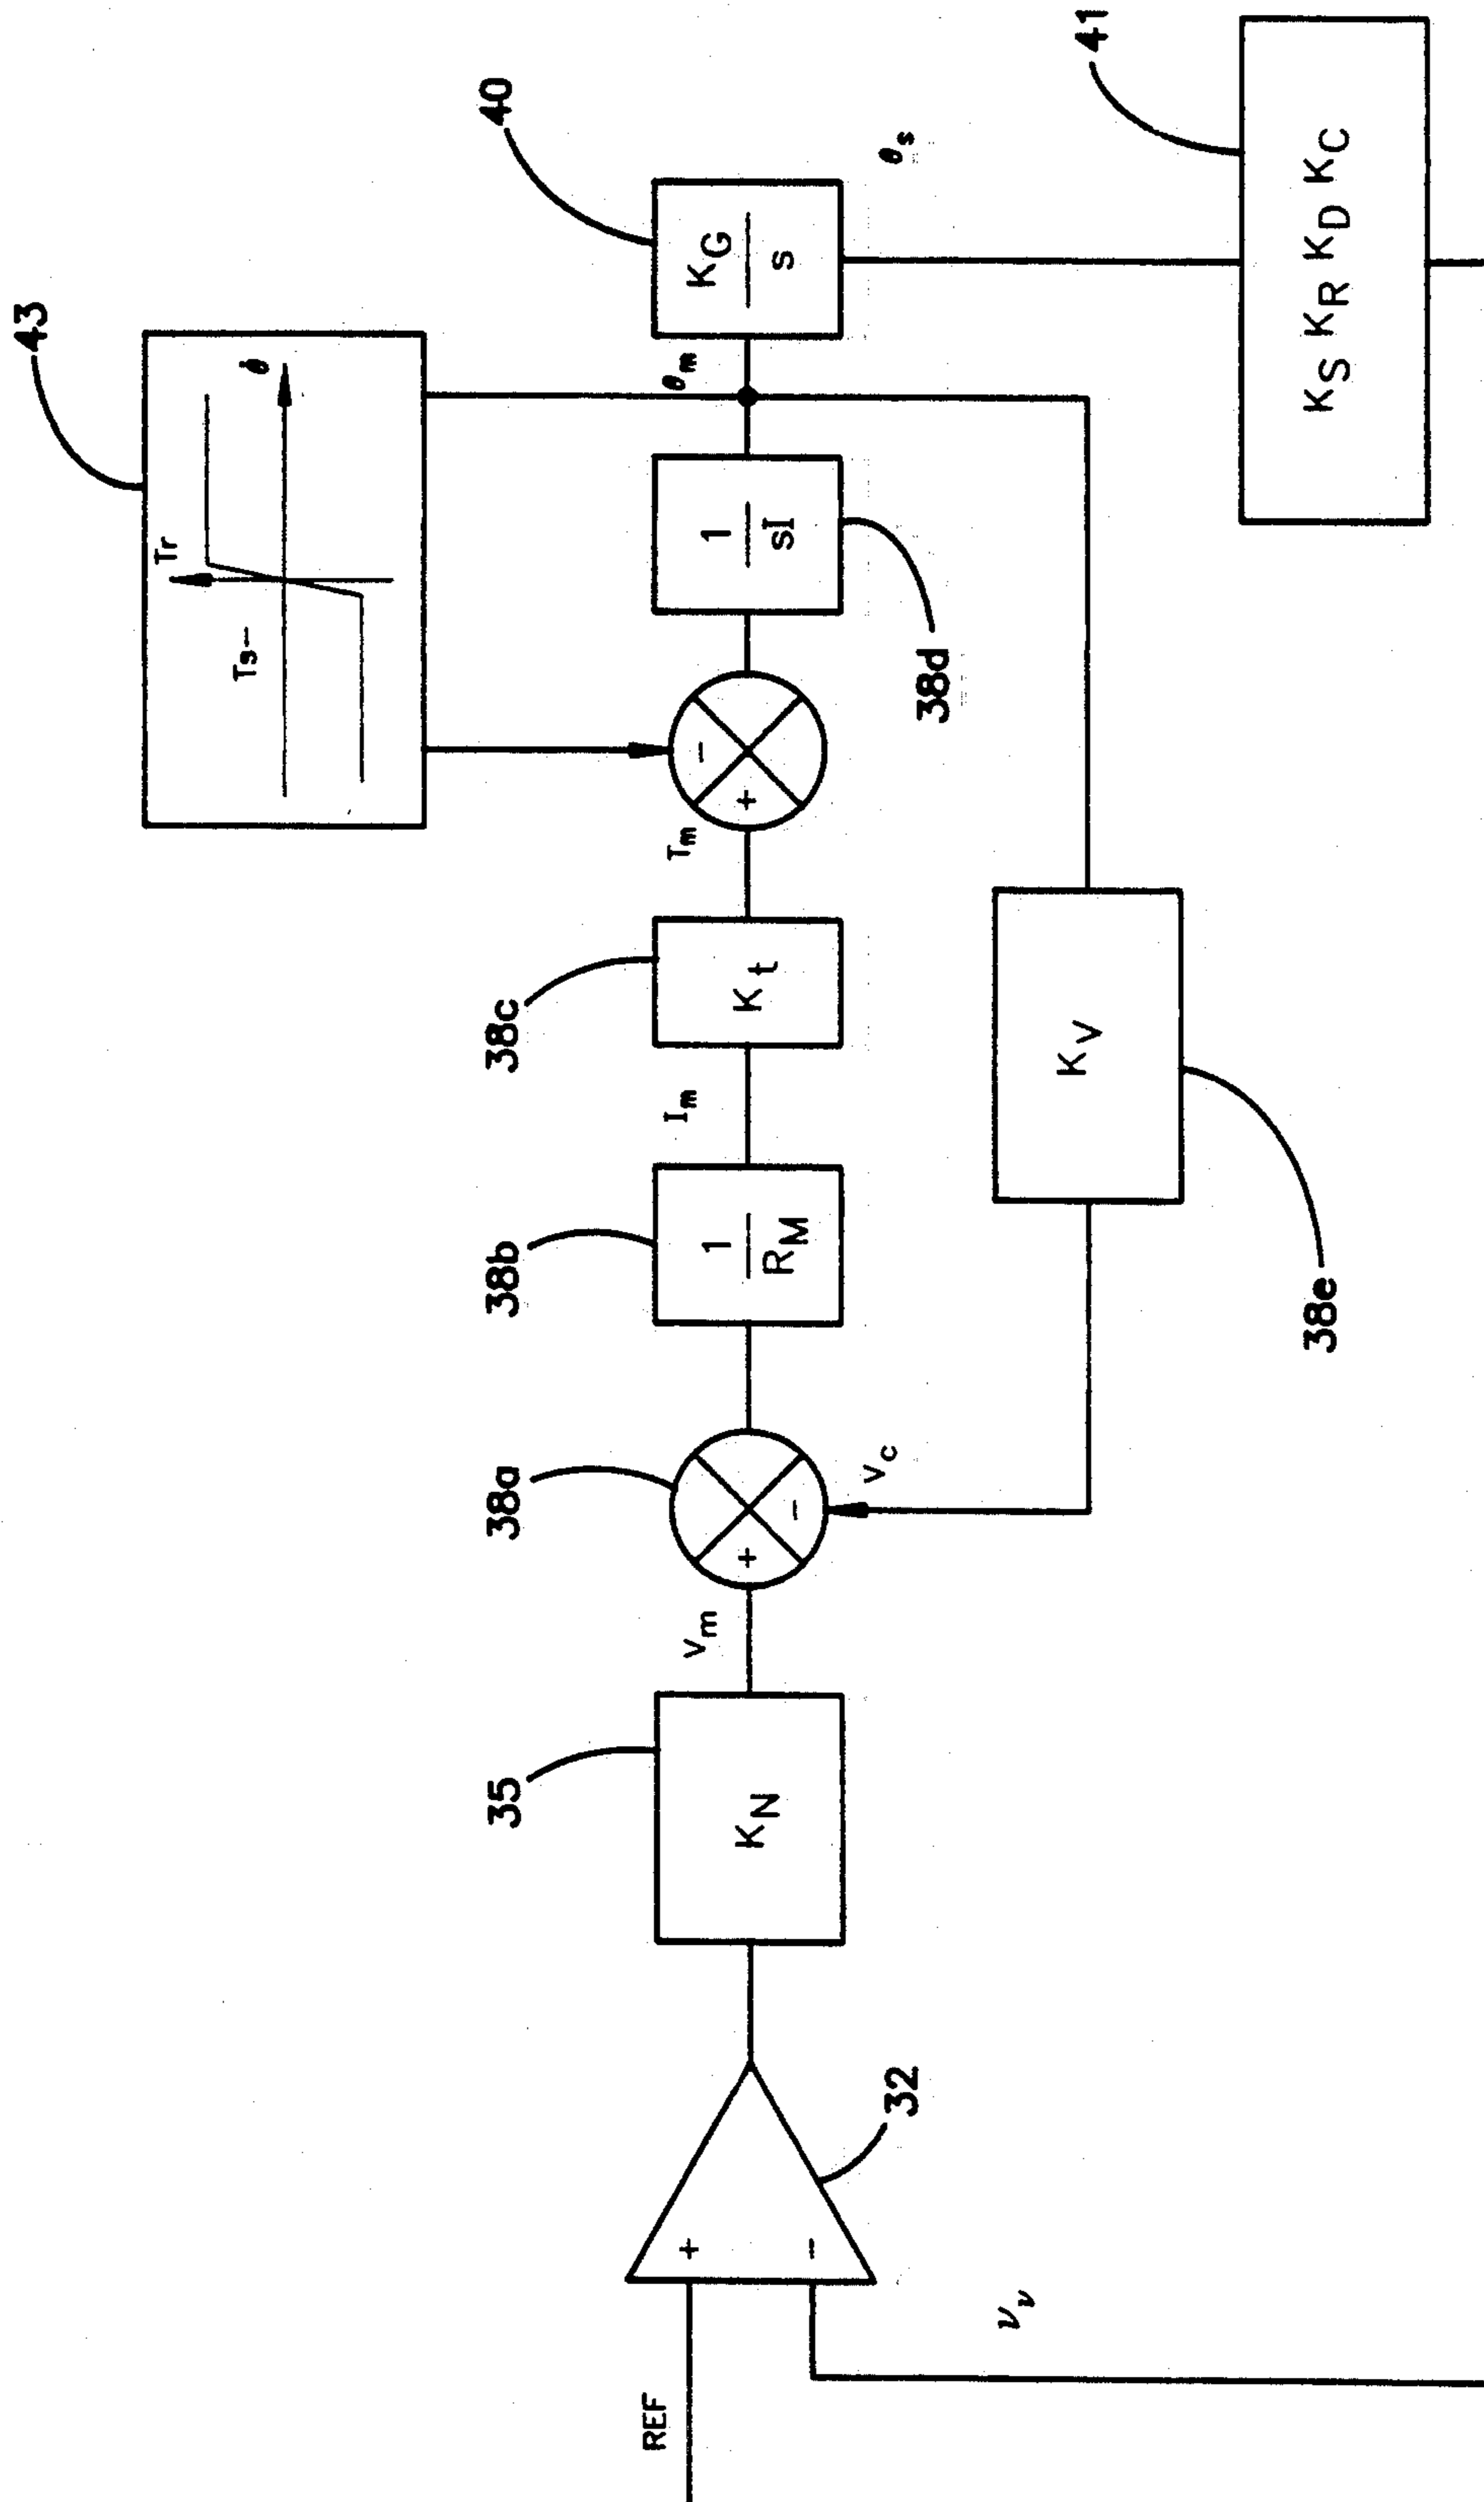 43
Tr
θ̇
Ts
40
41
38c
38b
38a
35
REF
+
-
32
KN
Vm
+
-
Vc
1
RM
Im
Kt
Tm
+
-
1
sI
38d
θm
KG
s
θs
KS KR KD KC
KV
38e
νν